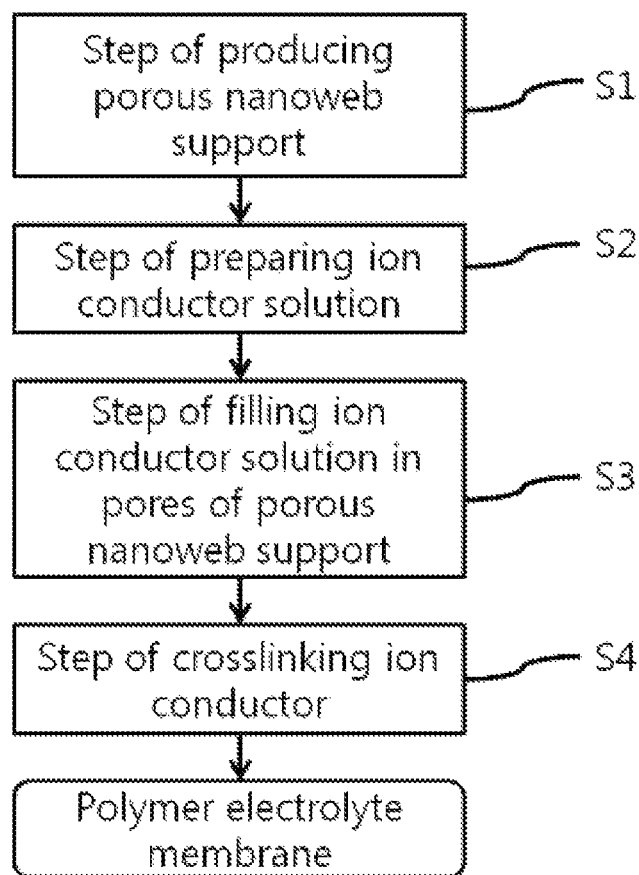 Step of producing
porous nanoweb
support
S1
Step of preparing ion
conductor solution
S2
Step of filling ion
conductor solution in
pores of porous
nanoweb support
S3
Step of crosslinking ion
conductor
S4
Polymer electrolyte
membrane